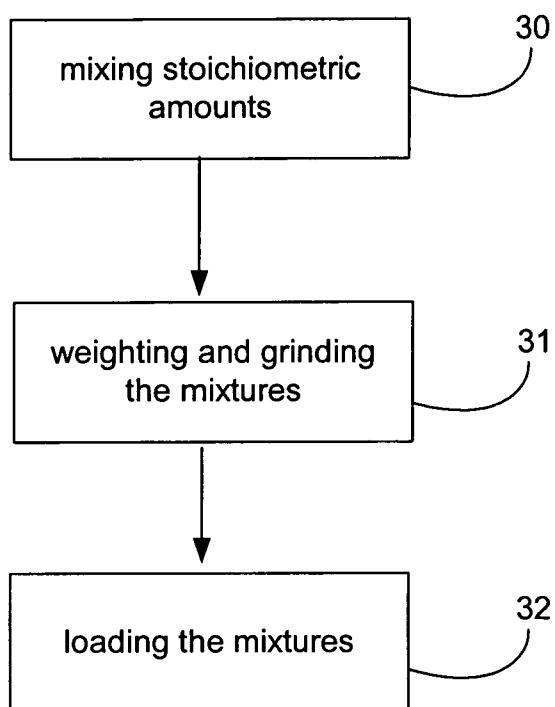 30
mixing stoichiometric
amounts
31
weighting and grinding
the mixtures
32
loading the mixtures